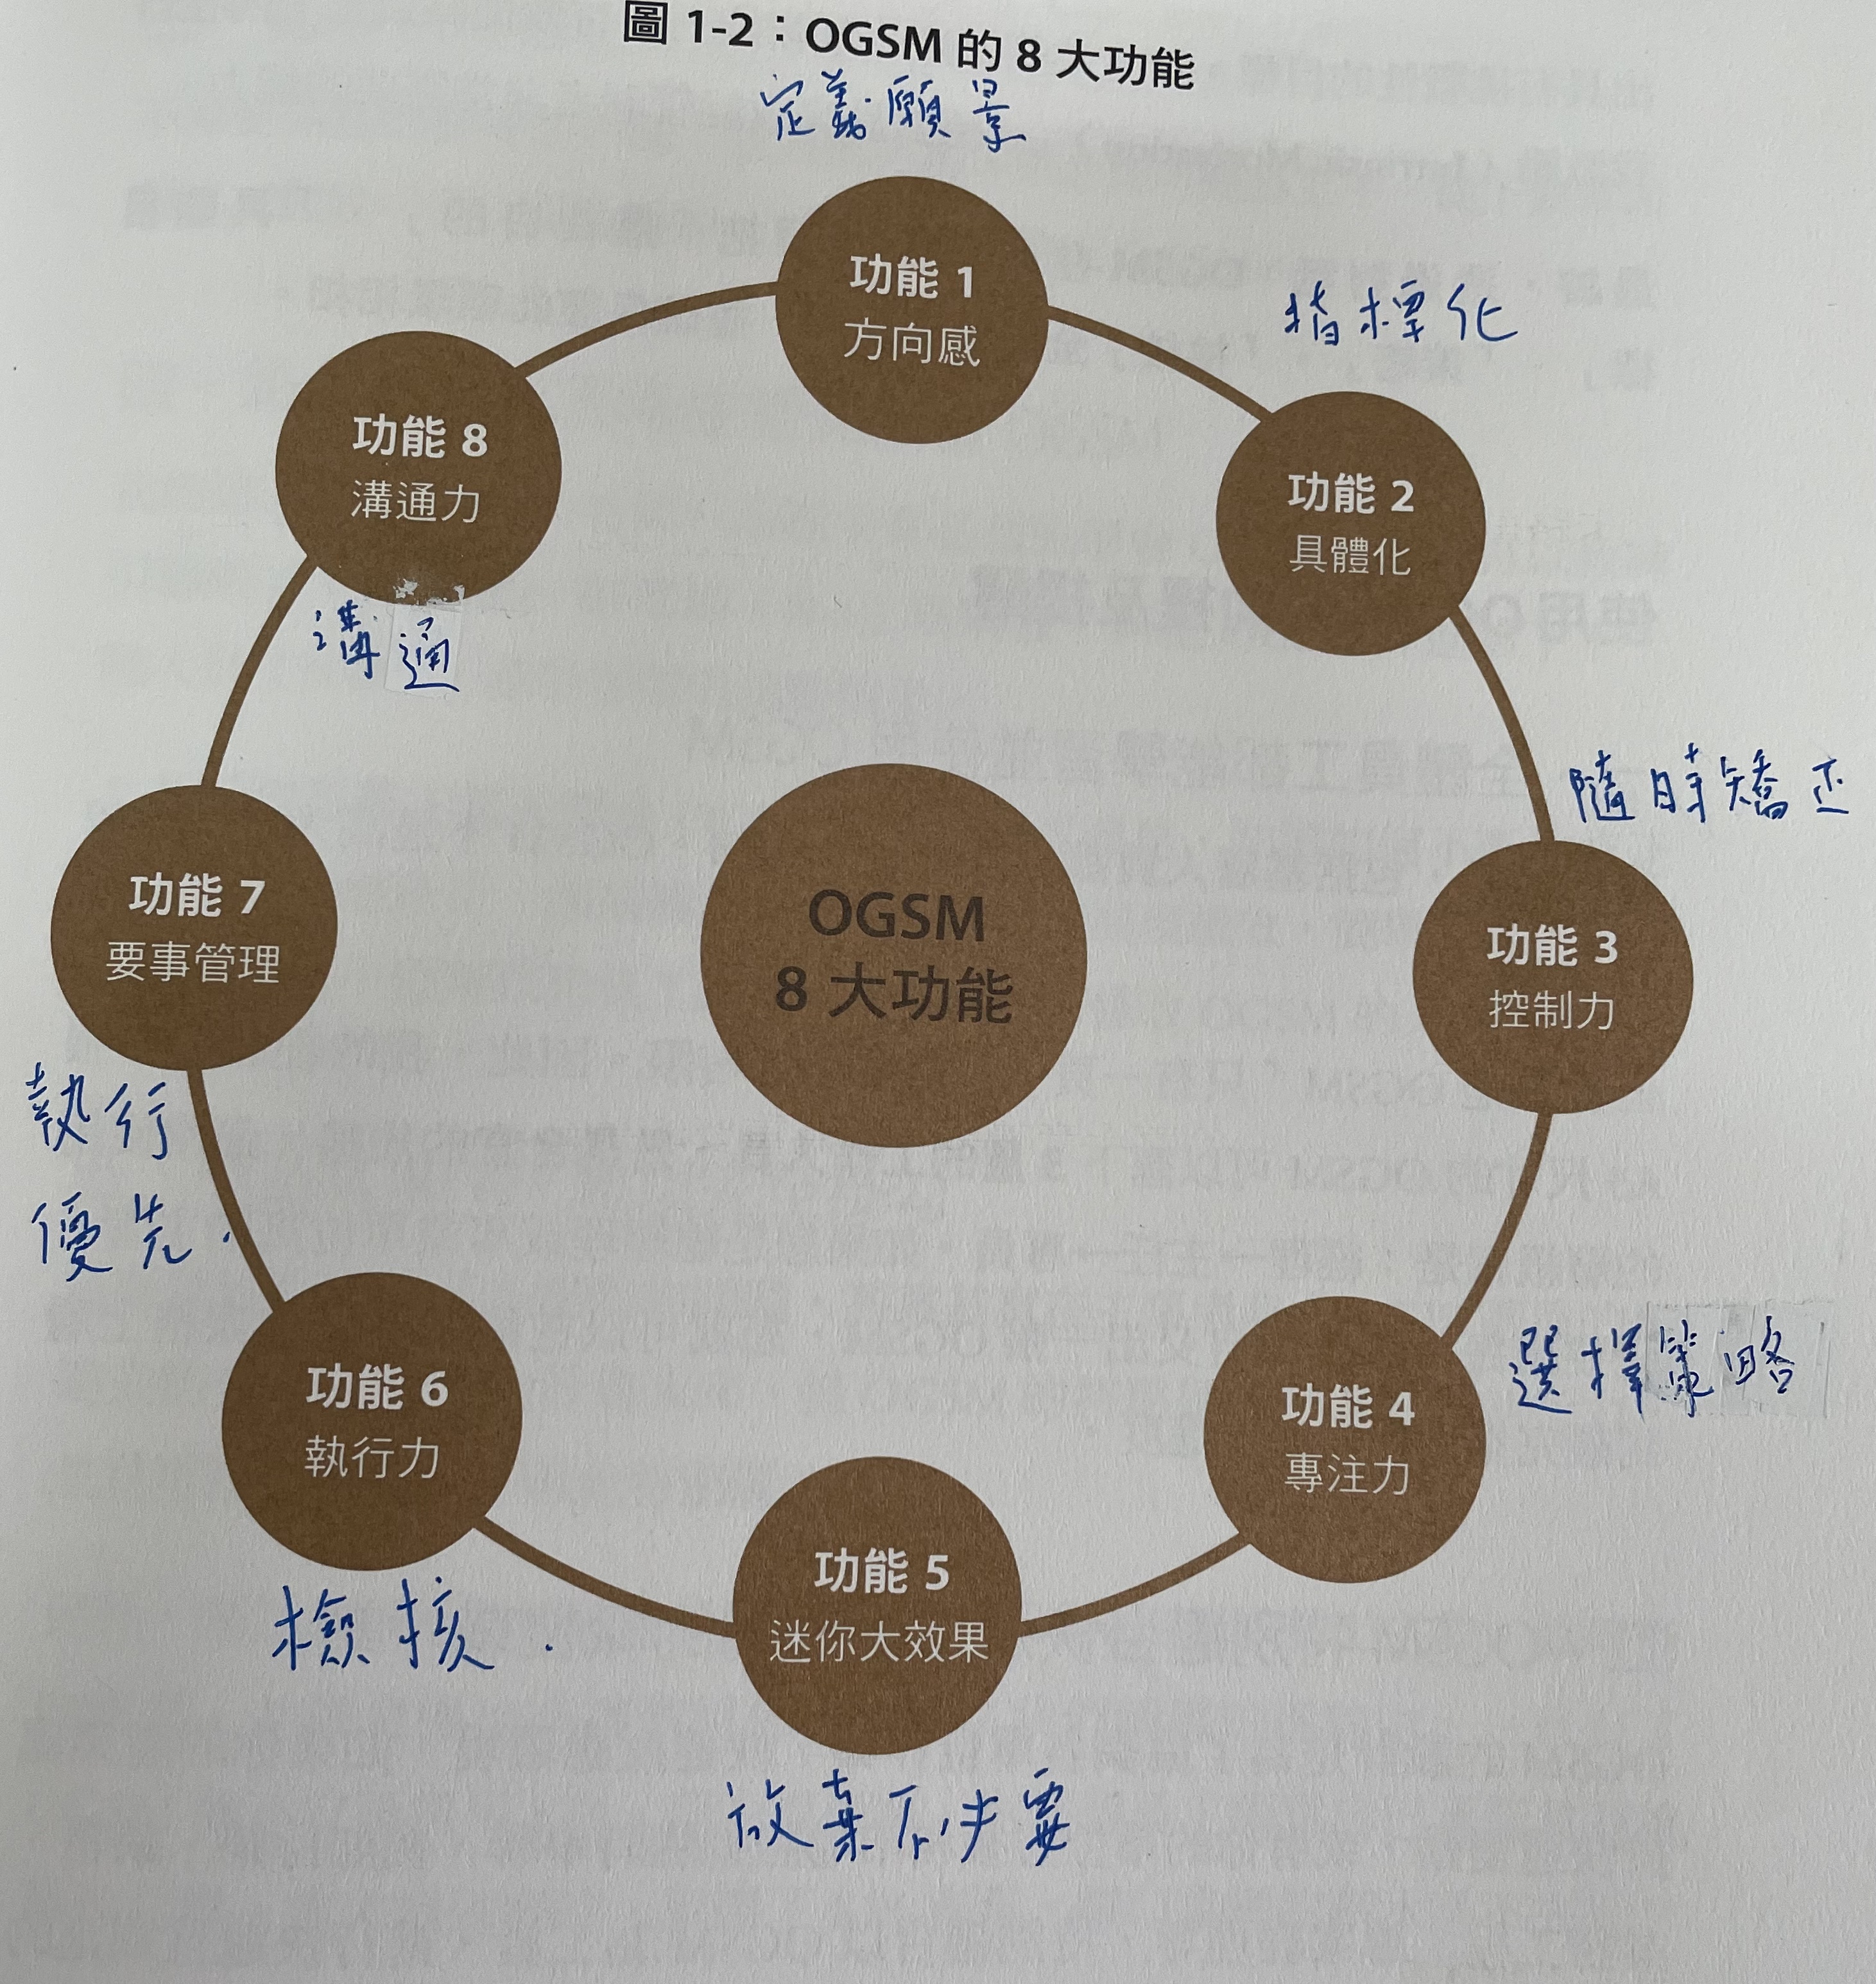 圖 1-2：OGSM 的 8 大功能
定義願景
功能 1
方向感
指標化
功能 2
具體化
隨時矯正
功能 3
控制力
選擇策略
功能 4
專注力
功能 5
迷你大效果
放棄不必要
功能 6
執行力
檢核.
功能 7
要事管理
執行
優先.
功能 8
溝通力
溝通
OGSM
8 大功能